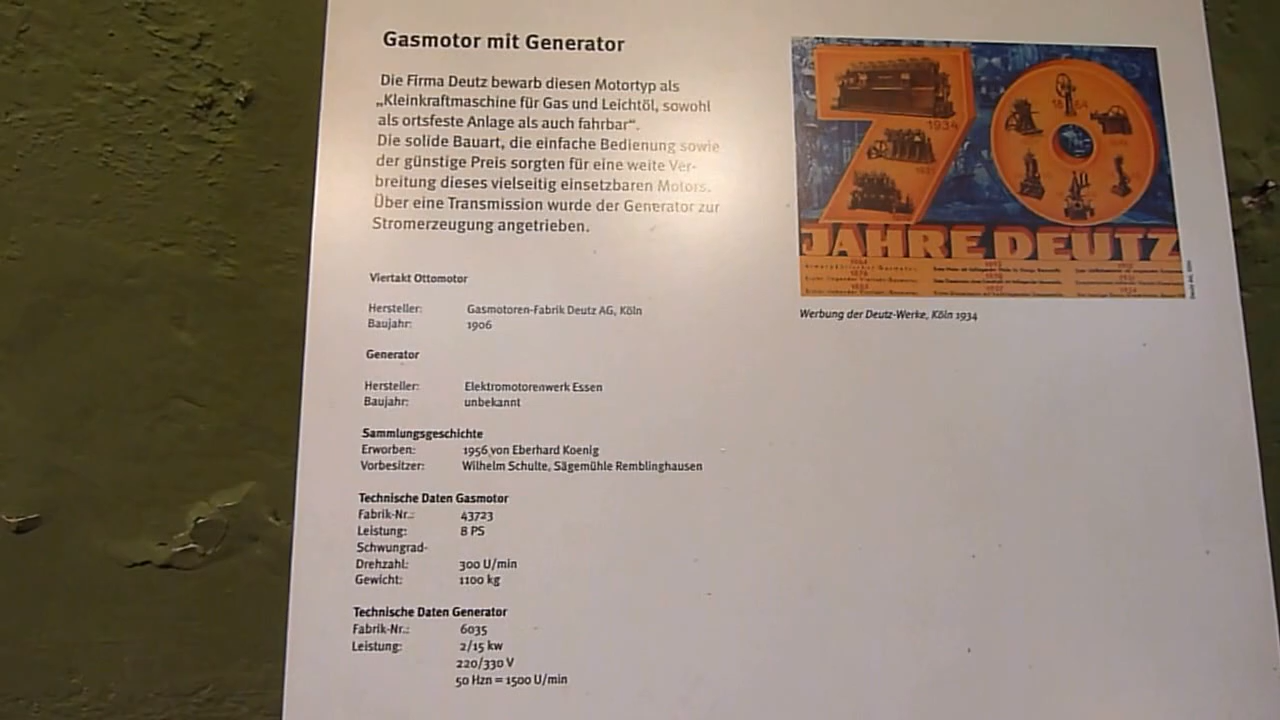 Gasmotor mit Generator
Die Firma Deutz bewarb diesen Motortyp als
„Kleinkraftmaschine für Gas und Leichtöl, sowohl
als ortsfeste Anlage als auch fahrbar“.
Die solide Bauart, die einfache Bedienung sowie
der günstige Preis sorgten für eine weite Ver-
breitung dieses vielseitig einsetzbaren Motors.
Über eine Transmission wurde der Generator zur
Stromerzeugung angetrieben.
Viertakt Ottomotor
Hersteller: Gasmotoren-Fabrik Deutz AG, Köln
Baujahr: 1906
Generator
Hersteller: Elektromotorenwerk Essen
Baujahr: unbekannt
Sammlungsgeschichte
Erworben: 1956 von Eberhard Koenig
Vorbesitzer: Wilhelm Schulte, Sägemühle Remblinghausen
Technische Daten Gasmotor
Fabrik-Nr.: 43723
Leistung: 8 PS
Schwungrad-
Drehzahl: 300 U/min
Gewicht: 1100 kg
Technische Daten Generator
Fabrik-Nr.: 6035
Leistung: 2/15 kw
220/330 V
50 Hzn = 1500 U/min
70
1934
1864
JAHRE DEUTZ
Werbung der Deutz-Werke, Köln 1934